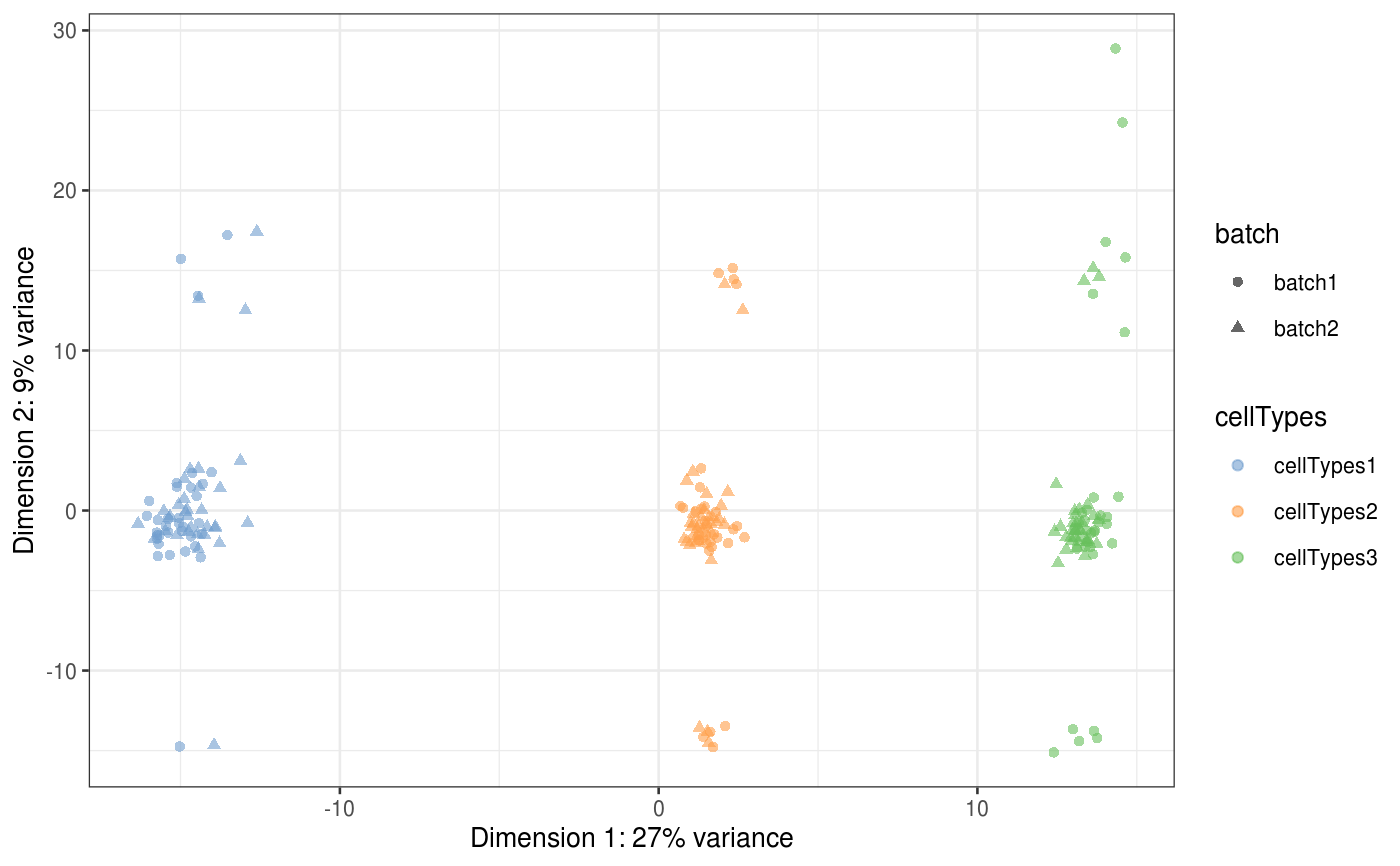 30
20
10
0
-10
-10
0
10
Dimension 1: 27% variance
Dimension 2: 9% variance
batch
batch1
batch2
cellTypes
cellTypes1
cellTypes2
cellTypes3